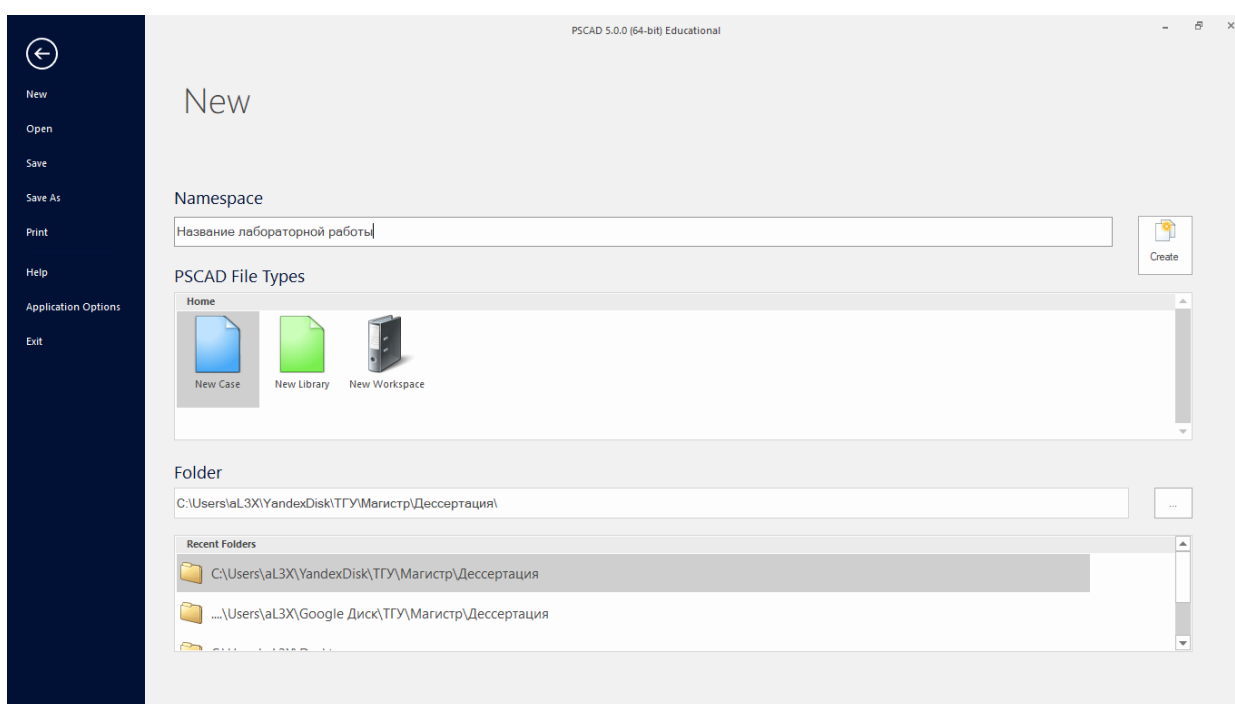 PSCAD 5.0.0 (64-bit) Educational
New
Open
Save
Save As
Print
Help
Application Options
Exit
New
Namespace
Название лабораторной работы
Create
PSCAD File Types
Home
New Case
New Library
New Workspace
Folder
C:\Users\aL3X\YandexDisk\ТГУ\Магистр\Дессертация\
...
Recent Folders
C:\Users\aL3X\YandexDisk\ТГУ\Магистр\Дессертация
....\Users\aL3X\Google Диск\ТГУ\Магистр\Дессертация